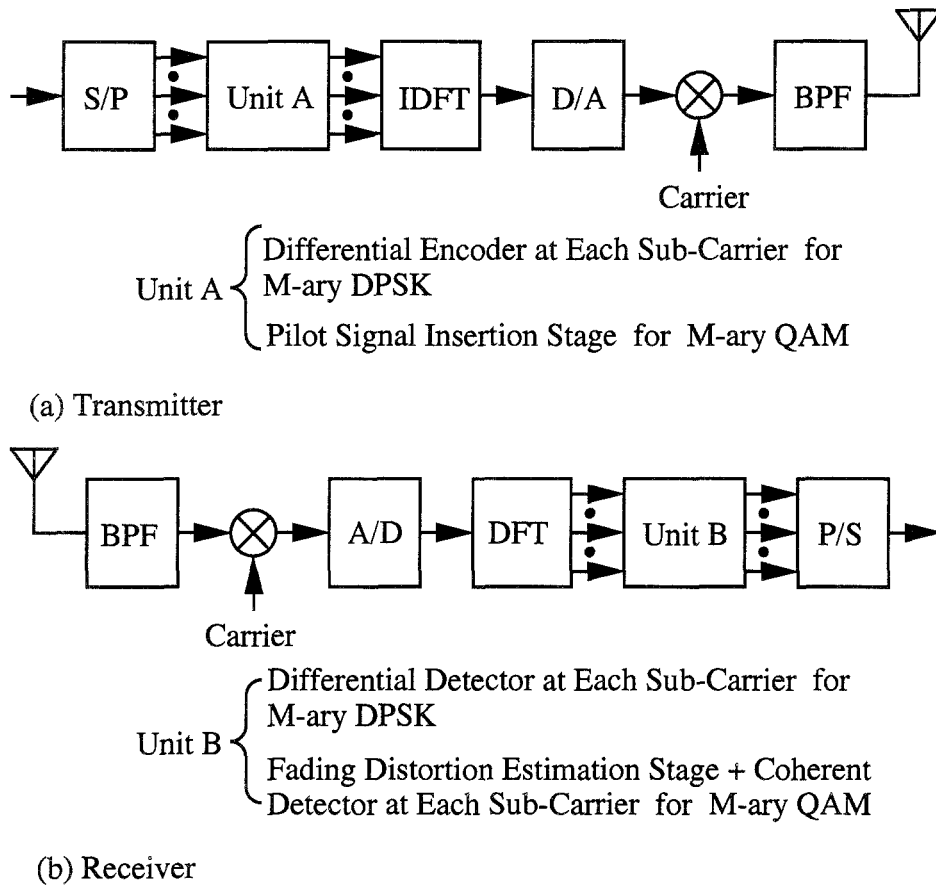 S/P
Unit A
IDFT
D/A
BPF
Carrier
Unit A
Differential Encoder at Each Sub-Carrier for
M-ary DPSK
Pilot Signal Insertion Stage for M-ary QAM
(a) Transmitter
BPF
A/D
DFT
Unit B
P/S
Carrier
Unit B
Differential Detector at Each Sub-Carrier for
M-ary DPSK
Fading Distortion Estimation Stage + Coherent
Detector at Each Sub-Carrier for M-ary QAM
(b) Receiver